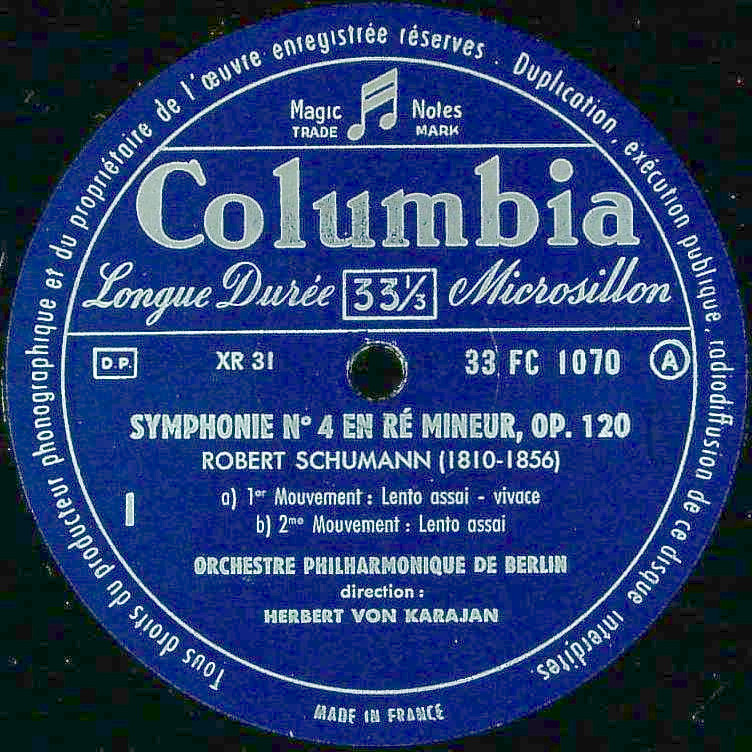 Tous droits du producteur phonographique et du propriétaire de l'œuvre enregistrée réserves · Duplication, exécution publique, radiodiffusion de ce disque interdites.
Magic Notes
TRADE MARK
Columbia
Longue Durée 33⅓ Microsillon
D.P. XR 31 33 FC 1070 A
SYMPHONIE N° 4 EN RÉ MINEUR, OP. 120
ROBERT SCHUMANN (1810-1856)
a) 1er Mouvement : Lento assai - vivace
I
b) 2me Mouvement : Lento assai
ORCHESTRE PHILHARMONIQUE DE BERLIN
direction :
HERBERT VON KARAJAN
MADE IN FRANCE